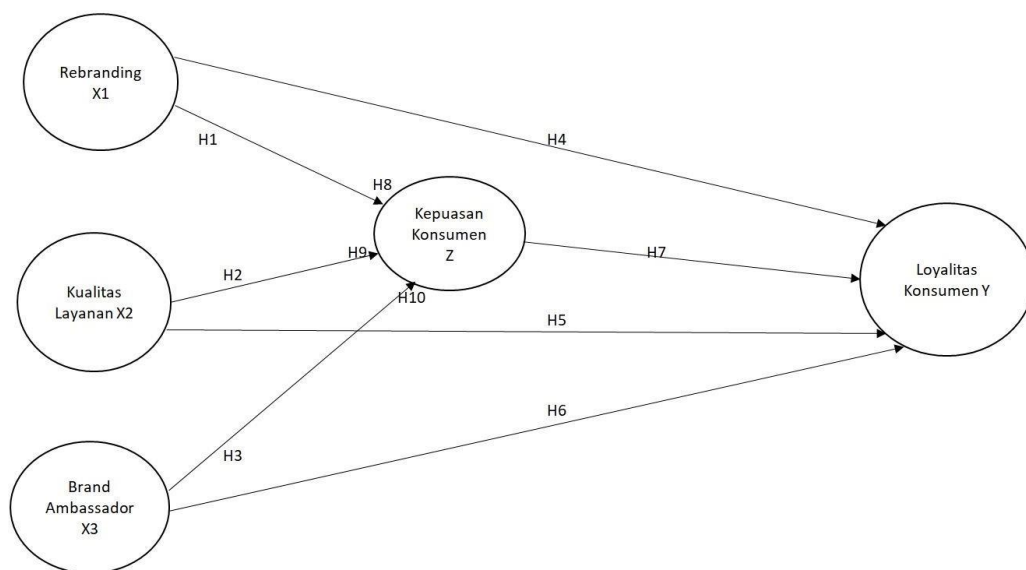 Rebranding
X1
H1
H4
H8
Kepuasan
Konsumen
Z
H9
H2
H7
Kualitas
Layanan X2
H10
H5
Loyalitas
Konsumen Y
H6
H3
Brand
Ambassador
X3